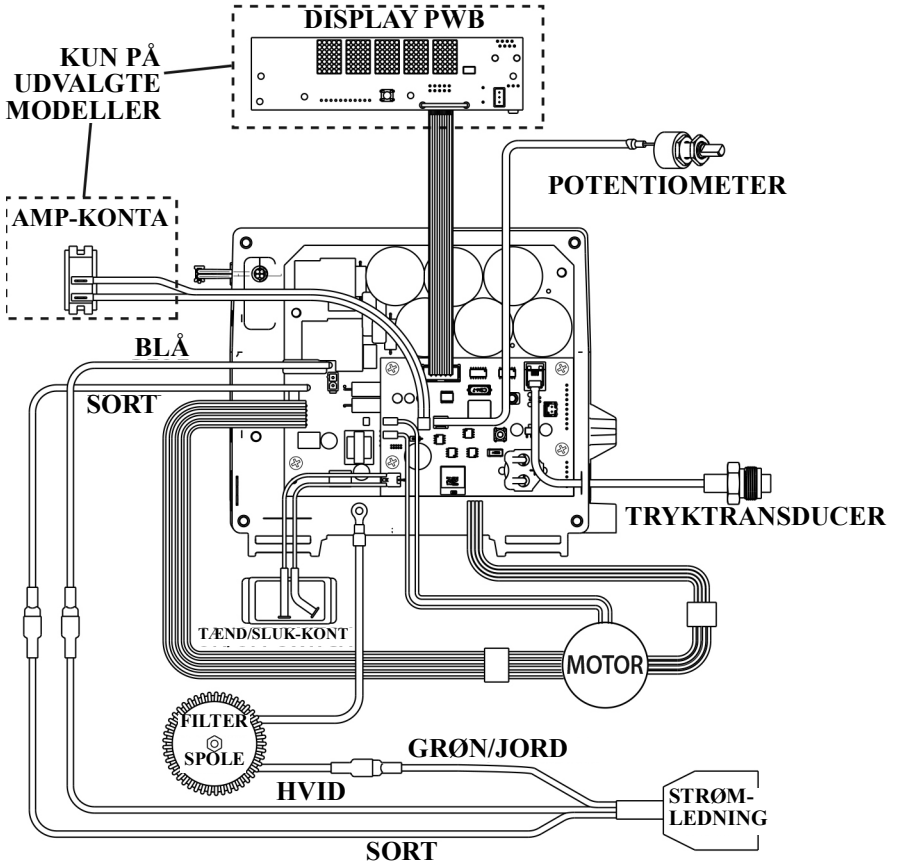 DISPLAY PWB
KUN PÅ
UDVALGTE
MODELLER
POTENTIOMETER
AMP-KONTA
BLÅ
SORT
TRYKTRANSDUCER
TÆND/SLUK-KONT
MOTOR
FILTER
SPOLE
GRØN/JORD
HVID
STRØM-
LEDNING
SORT